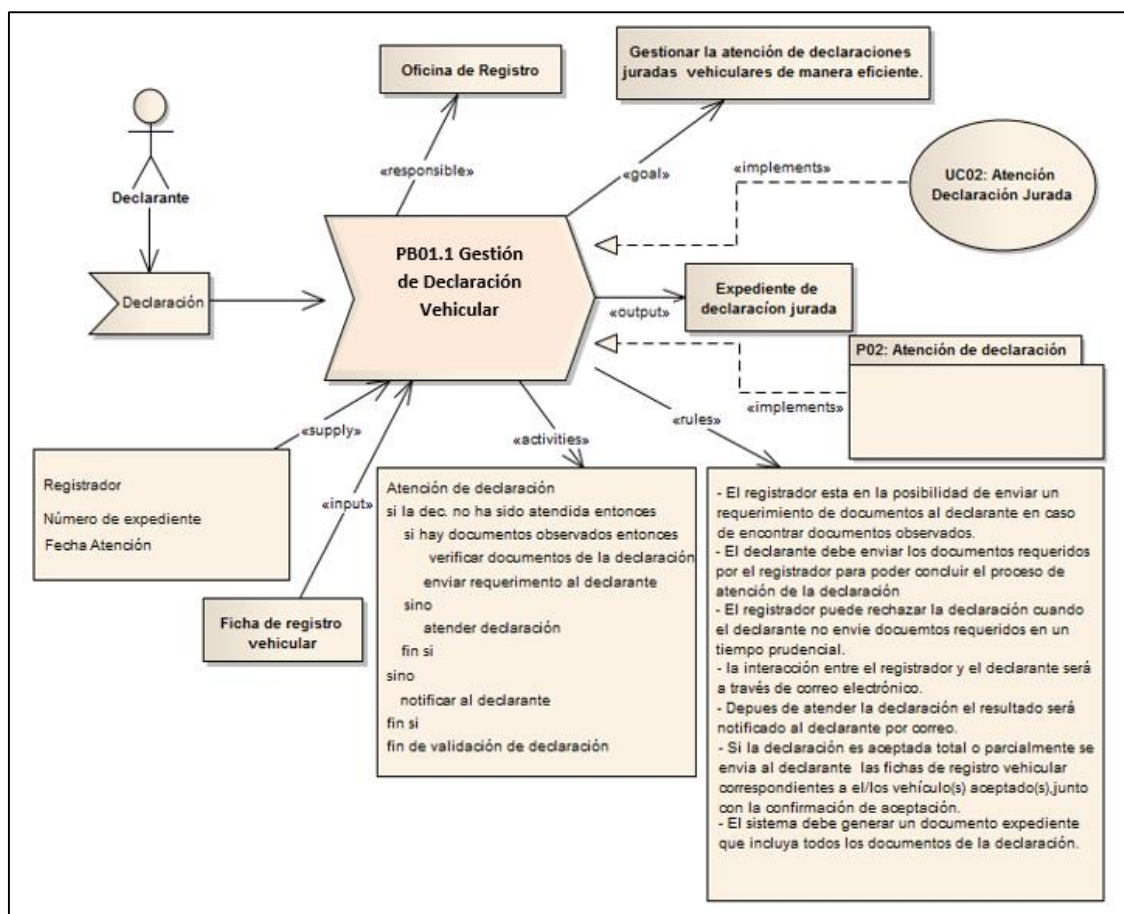 Oficina de Registro
Gestionar la atención de declaraciones
juradas vehiculares de manera eficiente.
Declarante
«responsible»
«goal»
«implements»
UC02: Atención
Declaración Jurada
PB01.1 Gestión
de Declaración
Vehicular
Declaración
Expediente de
declaracíon jurada
«output»
P02: Atención de declaración
«implements»
«supply»
«input»
«activities»
«rules»
Registrador
Número de expediente
Fecha Atención
Ficha de registro
vehicular
Atención de declaración
si la dec. no ha sido atendida entonces
si hay documentos observados entonces
verificar documentos de la declaración
enviar requerimento al declarante
sino
atender declaración
fin si
sino
notificar al declarante
fin si
fin de validación de declaración
- El registrador esta en la posibilidad de enviar un
requerimiento de documentos al declarante en caso
de encontrar documentos observados.
- El declarante debe enviar los documentos requeridos
por el registrador para poder concluir el proceso de
atención de la declaración
- El registrador puede rechazar la declaración cuando
el declarante no envie docuemtos requeridos en un
tiempo prudencial.
- la interacción entre el registrador y el declarante será
a través de correo electrónico.
- Depues de atender la declaración el resultado será
notificado al declarante por correo.
- Si la declaración es aceptada total o parcialmente se
envia al declarante las fichas de registro vehicular
correspondientes a el/los vehículo(s) aceptado(s),junto
con la confirmación de aceptación.
- El sistema debe generar un documento expediente
que incluya todos los documentos de la declaración.